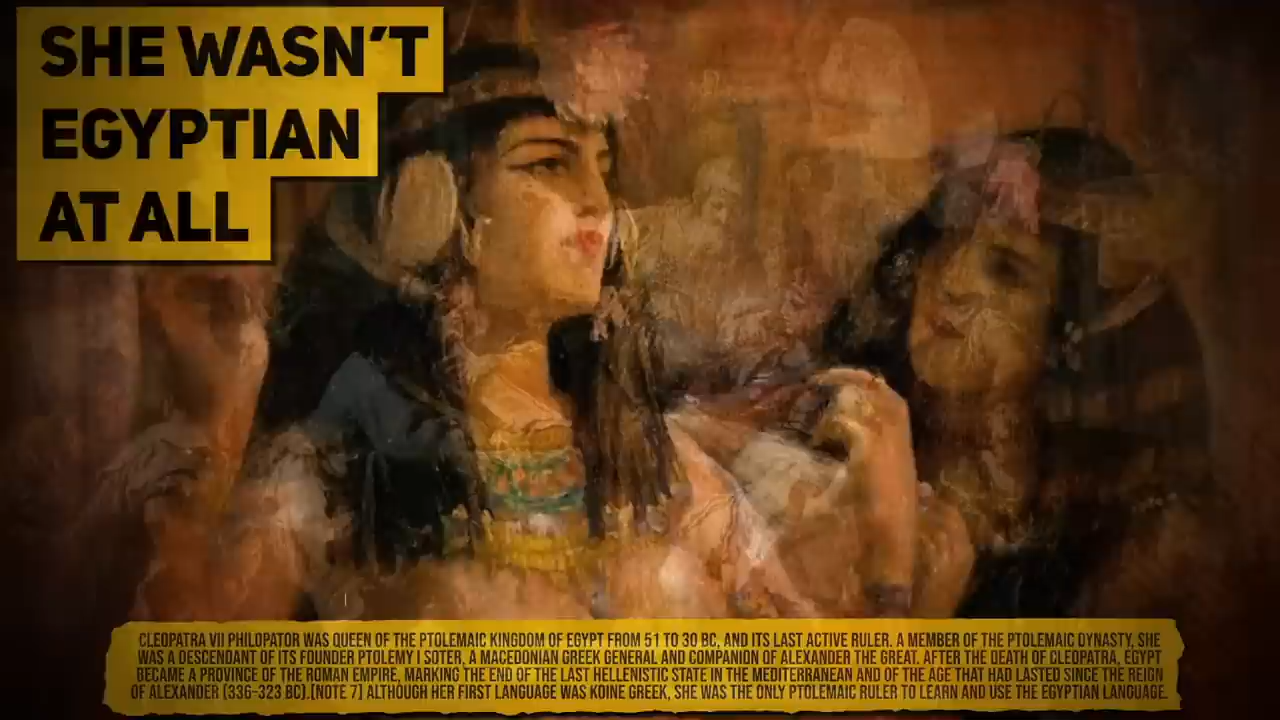 SHE WASN'T
EGYPTIAN
AT ALL
CLEOPATRA VII PHILOPATOR WAS QUEEN OF THE PTOLEMAIC KINGDOM OF EGYPT FROM 51 TO 30 BC, AND ITS LAST ACTIVE RULER. A MEMBER OF THE PTOLEMAIC DYNASTY, SHE
WAS A DESCENDANT OF ITS FOUNDER PTOLEMY I SOTER, A MACEDONIAN GREEK GENERAL AND COMPANION OF ALEXANDER THE GREAT. AFTER THE DEATH OF CLEOPATRA, EGYPT
BECAME A PROVINCE OF THE ROMAN EMPIRE, MARKING THE END OF THE LAST HELLENISTIC STATE IN THE MEDITERRANEAN AND OF THE AGE THAT HAD LASTED SINCE THE REIGN
OF ALEXANDER (336–323 BC).[NOTE 7] ALTHOUGH HER FIRST LANGUAGE WAS KOINE GREEK, SHE WAS THE ONLY PTOLEMAIC RULER TO LEARN AND USE THE EGYPTIAN LANGUAGE.